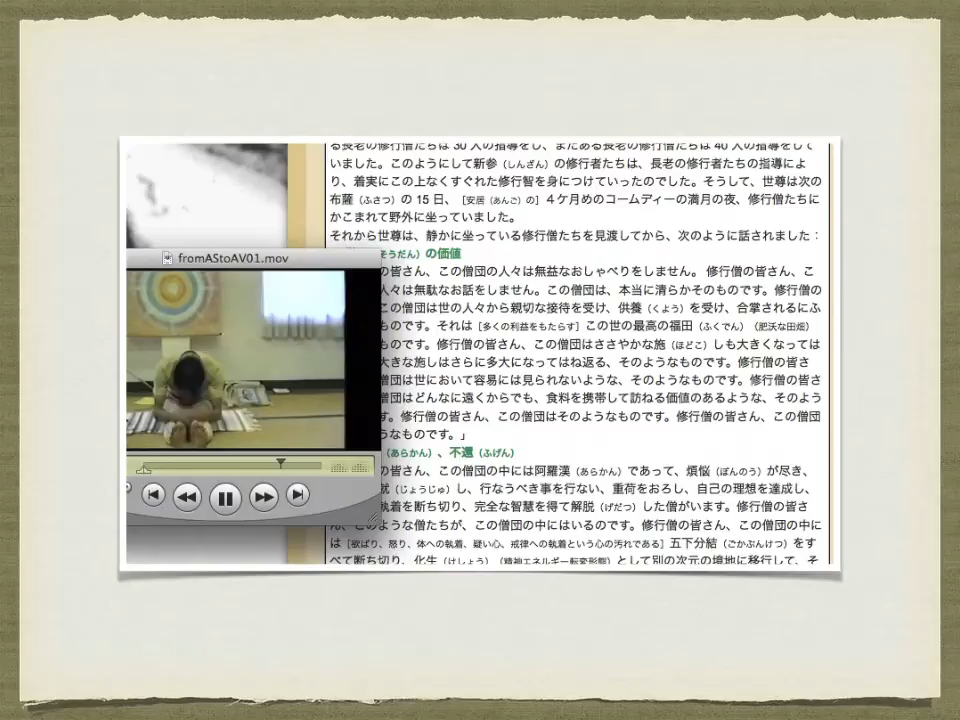 る長老の修行僧たちは 30 人の指導をし、またある長老の修行僧たちは 40 人の指導をして
いました。このようにして新参（しんざん）の修行者たちは、長老の修行者たちの指導によ
り、着実にこの上なくすぐれた修行智を身につけていったのでした。そうして、世尊は次の
布薩（ふさつ）の 15 日、［安居（あんご）の］４ケ月めのコームディーの満月の夜、修行僧たちに
かこまれて野外に坐っていました。
それから世尊は、静かに坐っている修行僧たちを見渡してから、次のように話されました：
fromAStoAV01.mov
そうだん）の価値
の皆さん、この僧団の人々は無益なおしゃべりをしません。 修行僧の皆さん、こ
人々は無駄なお話をしません。この僧団は、本当に清らかそのものです。修行僧の
この僧団は世の人々から親切な接待を受け、供養（くよう）を受け、合掌されるにふ
ものです。それは［多くの利益をもたらす］この世の最高の福田（ふくでん）（肥沃な田畑）
ものです。修行僧の皆さん、この僧団はささやかな施（ほどこ）しも大きくなっては
大きな施しはさらに多大になってはね返る、そのようなものです。修行僧の皆さ
僧団は世において容易には見られないような、そのようなものです。修行僧の皆さ
僧団はどんなに遠くからでも、食料を携帯して訪ねる価値のあるような、そのよう
す。修行僧の皆さん、この僧団はそのようなものです。修行僧の皆さん、この僧団
うなものです。」
（あらかん）、不還（ふげん）
の皆さん、この僧団の中には阿羅漢（あらかん）であって、煩悩（ぼんのう）が尽き、
就（じょうじゅ）し、行なうべき事を行ない、重荷をおろし、自己の理想を達成し、
執着を断ち切り、完全な智慧を得て解脱（げだつ）した僧がいます。修行僧の皆さ
ん、このような僧たちが、この僧団の中にはいるのです。修行僧の皆さん、この僧団の中に
は［欲ばり、怒り、体への執着、疑い心、戒律への執着という心の汚れである］五下分結（ごかぶんけつ）をす
べて断ち切り、化生（けしょう）（精神エネルギー転変形態）として別の次元の境地に移行して、そ